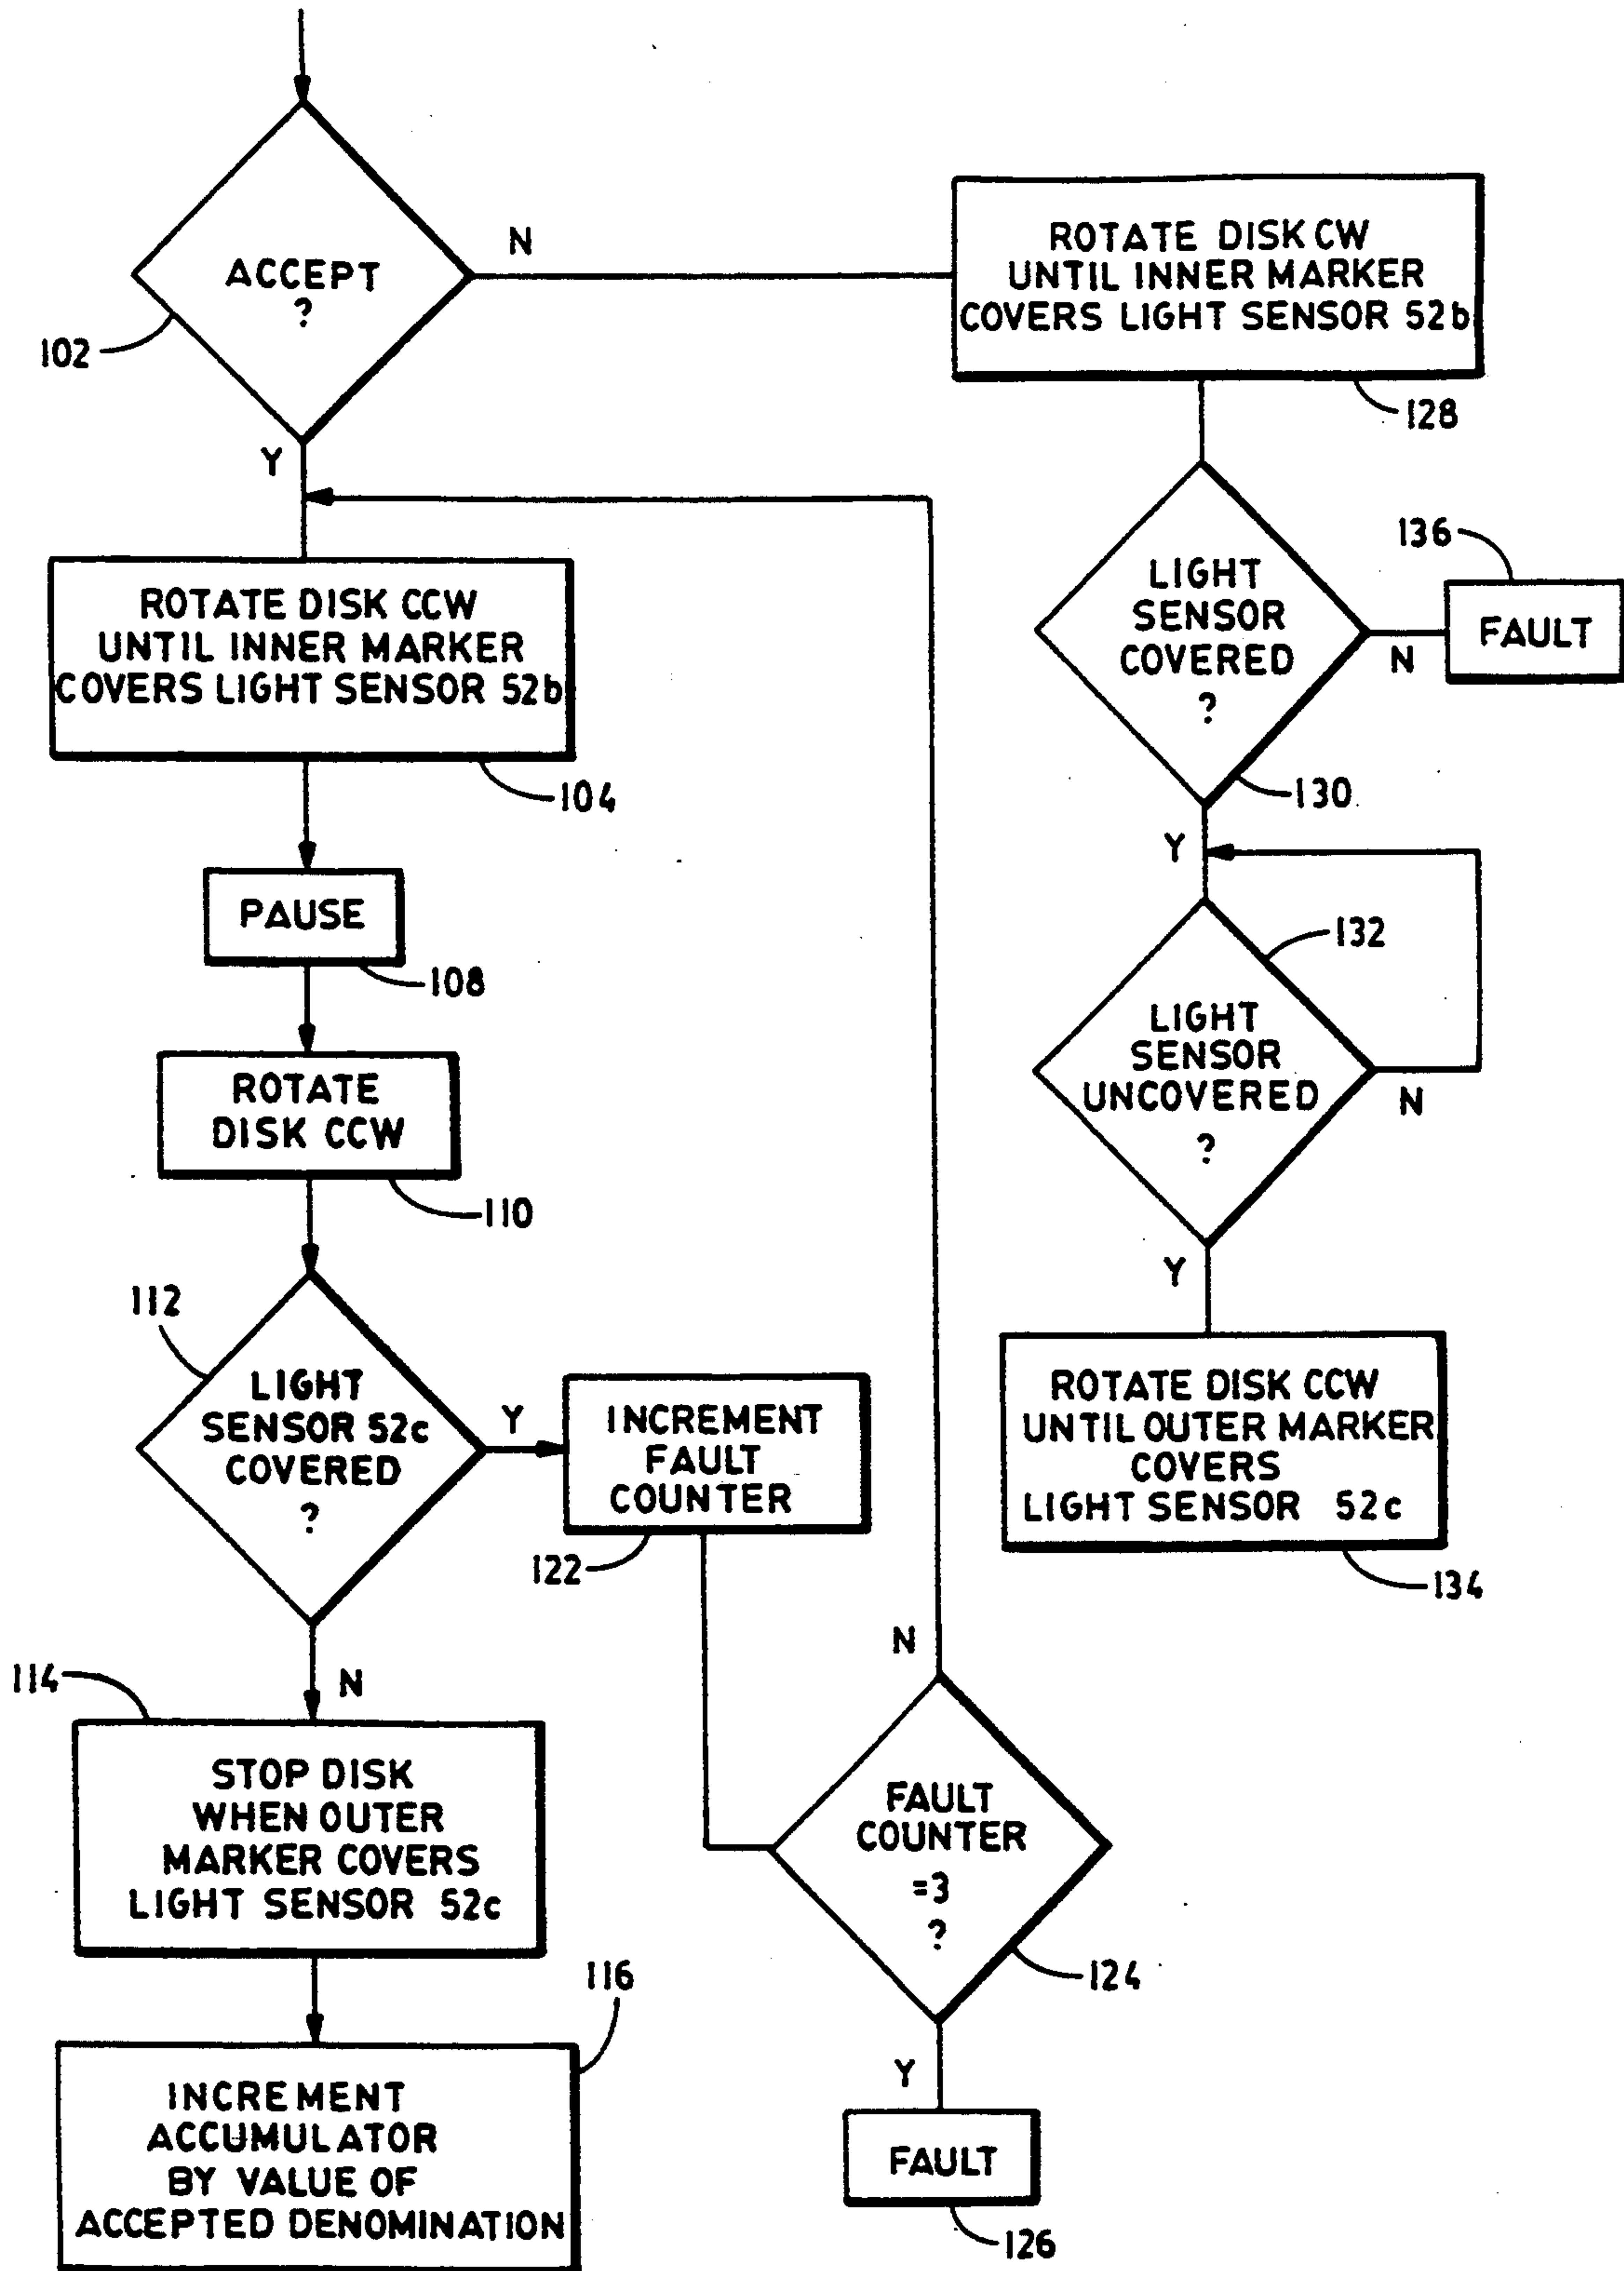 ACCEPT
?
102
N
Y
ROTATE DISK CW
UNTIL INNER MARKER
COVERS LIGHT SENSOR 52b
128
ROTATE DISK CCW
UNTIL INNER MARKER
COVERS LIGHT SENSOR 52b
104
PAUSE
108
ROTATE
DISK CCW
110
112
LIGHT
SENSOR 52c
COVERED
?
Y
N
114
STOP DISK
WHEN OUTER
MARKER COVERS
LIGHT SENSOR 52c
116
INCREMENT
ACCUMULATOR
BY VALUE OF
ACCEPTED DENOMINATION
INCREMENT
FAULT
COUNTER
122
N
FAULT
COUNTER
=3
?
124
Y
FAULT
126
LIGHT
SENSOR
COVERED
?
130
N
136
FAULT
Y
132
LIGHT
SENSOR
UNCOVERED
?
N
Y
ROTATE DISK CCW
UNTIL OUTER MARKER
COVERS
LIGHT SENSOR 52c
134